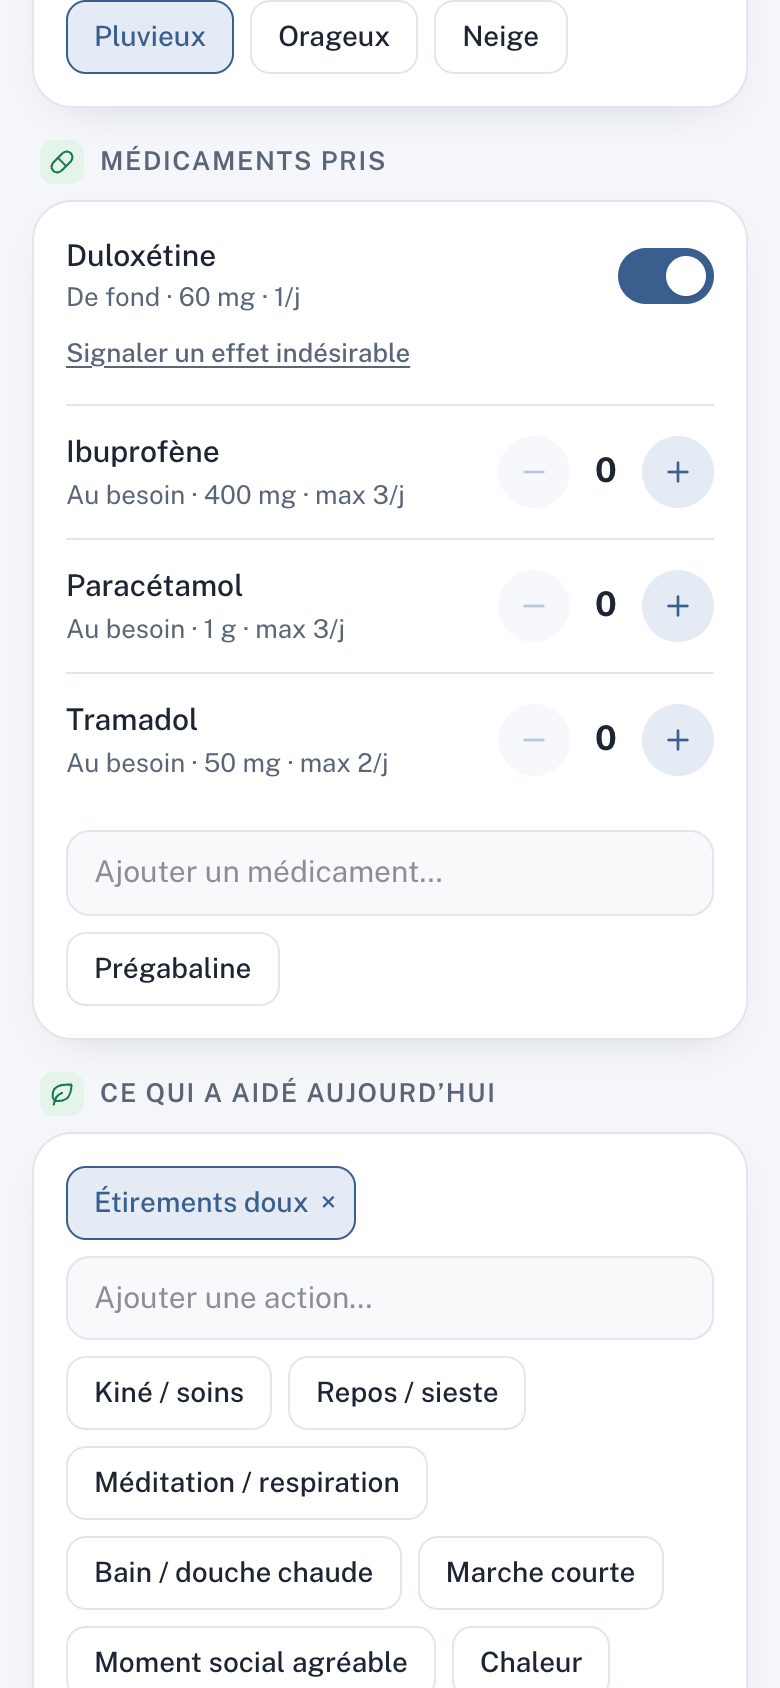 Pluvieux Orageux Neige
MÉDICAMENTS PRIS
Duloxétine
De fond · 60 mg · 1/j
Signaler un effet indésirable
Ibuprofène
Au besoin · 400 mg · max 3/j
− 0 +
Paracétamol
Au besoin · 1 g · max 3/j
− 0 +
Tramadol
Au besoin · 50 mg · max 2/j
− 0 +
Ajouter un médicament…
Prégabaline
CE QUI A AIDÉ AUJOURD’HUI
Étirements doux ×
Ajouter une action…
Kiné / soins Repos / sieste
Méditation / respiration
Bain / douche chaude Marche courte
Moment social agréable Chaleur